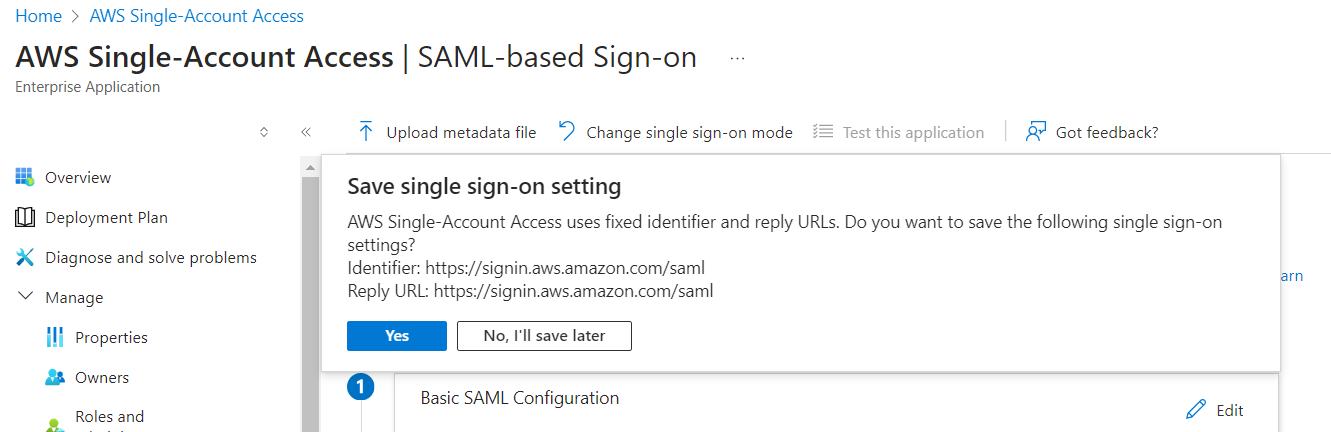 Home > AWS Single-Account Access
AWS Single-Account Access | SAML-based Sign-on ...
Enterprise Application
Upload metadata file Change single sign-on mode Test this application Got feedback?
Overview
Deployment Plan
Diagnose and solve problems
Manage
Properties
Owners
Roles and
Save single sign-on setting
AWS Single-Account Access uses fixed identifier and reply URLs. Do you want to save the following single sign-on
settings?
Identifier: https://signin.aws.amazon.com/saml
Reply URL: https://signin.aws.amazon.com/saml
Yes No, I'll save later
arn
1 Basic SAML Configuration
Edit